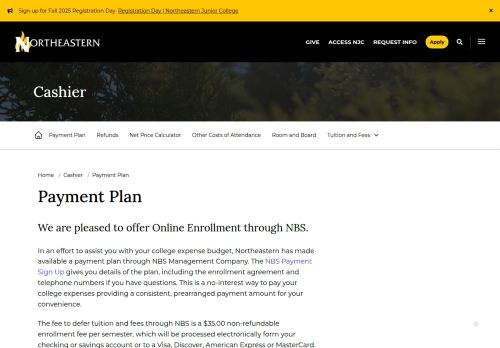 Sign up for Fall 2025 Registration Day Registration Day | Northeastern Junior College ×
NORTHEASTERN GIVE ACCESS NJC REQUEST INFO Apply
Cashier
Payment Plan Refunds Net Price Calculator Other Costs of Attendance Room and Board Tuition and Fees
Home / Cashier / Payment Plan
Payment Plan
We are pleased to offer Online Enrollment through NBS.
In an effort to assist you with your college expense budget, Northeastern has made
available a payment plan through NBS Management Company. The NBS Payment
Sign Up gives you details of the plan, including the enrollment agreement and
telephone numbers if you have questions. This is a no-interest way to pay your
college expenses providing a consistent, prearranged payment amount for your
convenience.
The fee to defer tuition and fees through NBS is a $35.00 non-refundable
enrollment fee per semester, which will be processed electronically form your
checking or savings account or to a Visa, Discover, American Express or MasterCard.